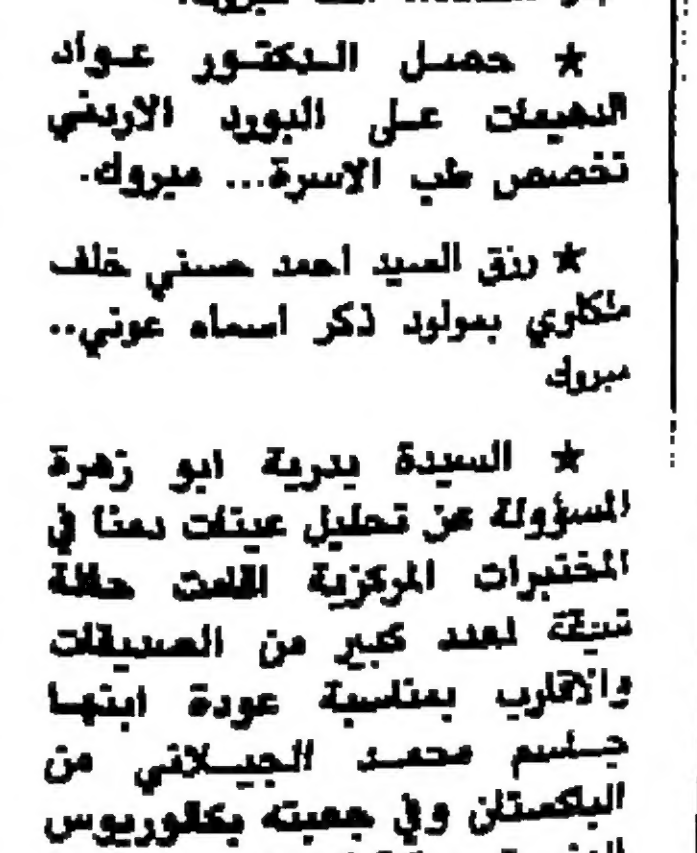 ★ حصل الدكتور عواد
النعيمات على البورد الاردني
تخصص طب الاسرة... مبروك.
★ رزق السيد احمد حسني خلف
ملكاوي بمولود ذكر اسماه عوني..
مبروك
★ السيدة بدرية ابو زهرة
المسؤولة عن تحليل عينات دمنا في
المختبرات المركزية اقامت حفلة
شيقة لعدد كبير من الصديقات
والاقارب بمناسبة عودة ابنها
جاسم محمد الجيلاني من
الباكستان وفي جعبته بكالوريوس